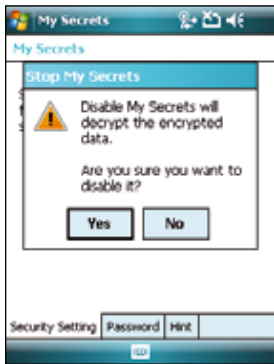 My Secrets
My Secrets
Stop My Secrets
Disable My Secrets will
decrypt the encrypted
data.
Are you sure you want to
disable it?
Yes No
Security Setting Password Hint